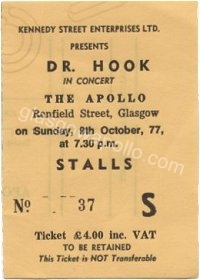 KENNEDY STREET ENTERPRISES LTD.
PRESENTS
DR. HOOK
IN CONCERT
THE APOLLO
Renfield Street, Glasgow
on Sunday, 8th October, 77,
at 7.30 p.m.
STALLS
No 37 S
Ticket £4.00 inc. VAT
TO BE RETAINED
This Ticket is NOT Transferable